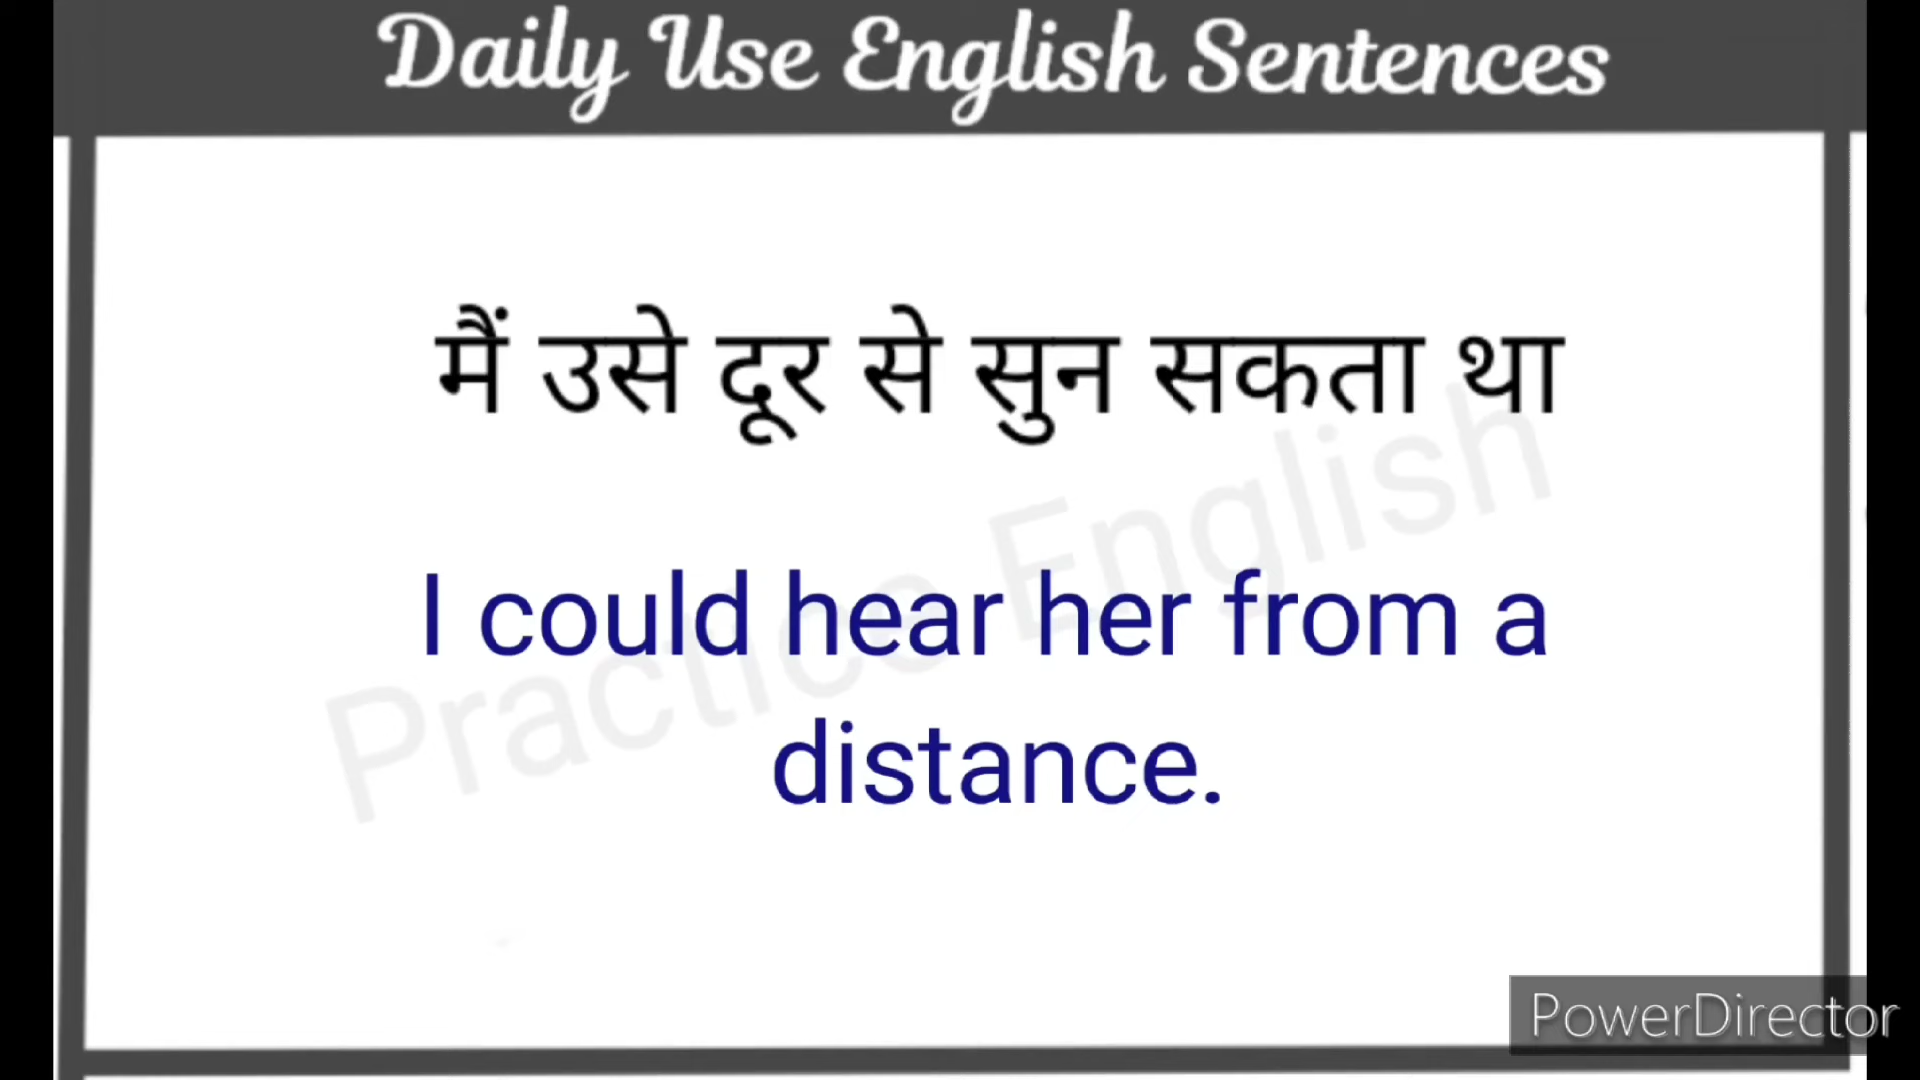 Daily Use English Sentences
मैं उसे दूर से सुन सकता था
Practice English
I could hear her from a
distance.
PowerDirector